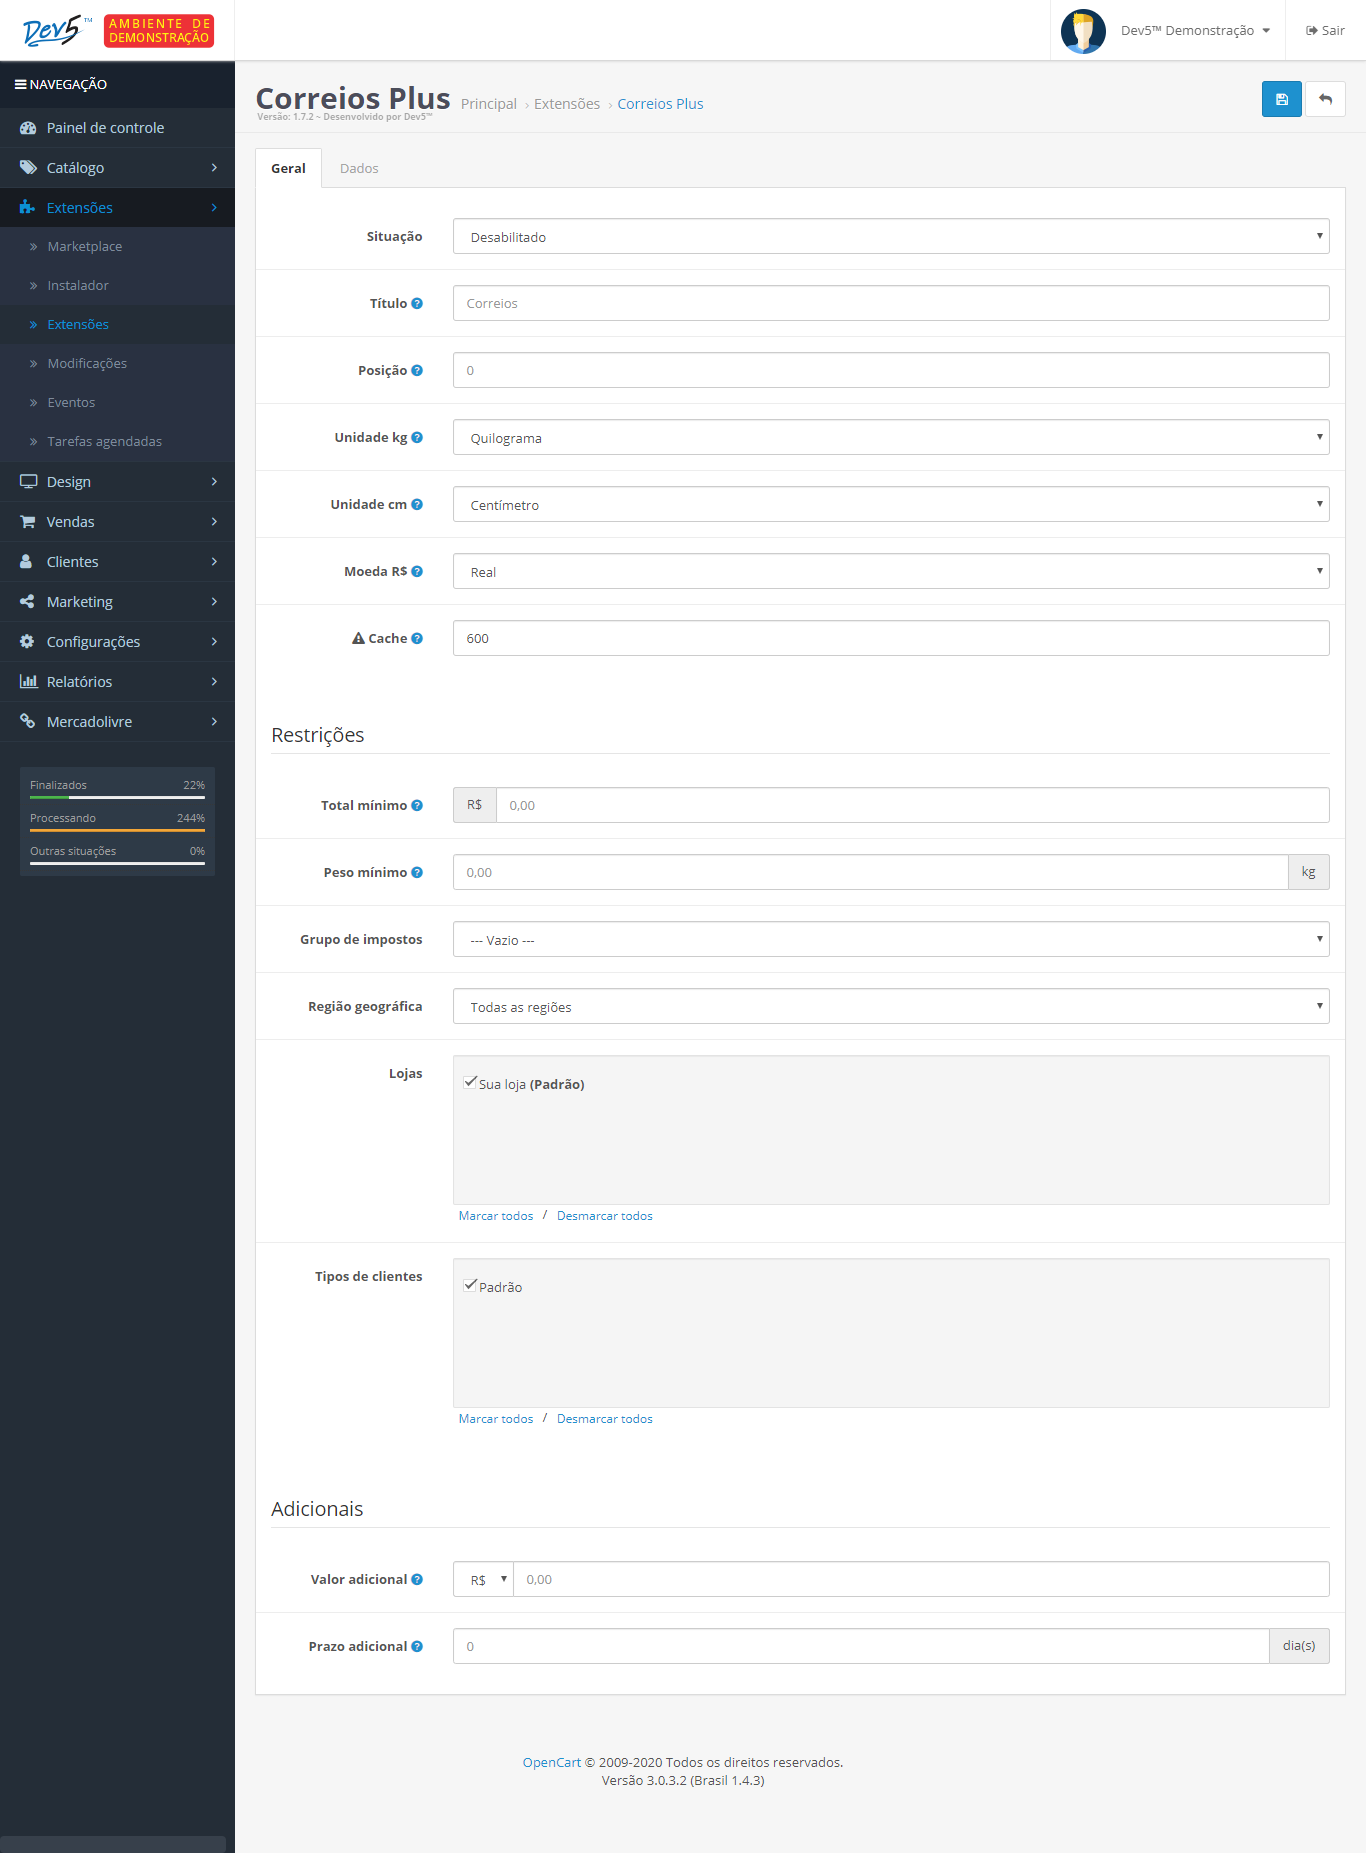 Dev5™
AMBIENTE DE
DEMONSTRAÇÃO
Dev5™ Demonstração
Sair
NAVEGAÇÃO
Painel de controle
Catálogo
Extensões
Marketplace
Instalador
Extensões
Modificações
Eventos
Tarefas agendadas
Design
Vendas
Clientes
Marketing
Configurações
Relatórios
Mercadolivre
Finalizados 22%
Processando 244%
Outras situações 0%
Correios Plus Principal › Extensões › Correios Plus
Versão: 1.7.2 ~ Desenvolvido por Dev5™
Geral Dados
Situação Desabilitado
Título Correios
Posição 0
Unidade kg Quilograma
Unidade cm Centímetro
Moeda R$ Real
Cache 600
Restrições
Total mínimo R$ 0,00
Peso mínimo 0,00 kg
Grupo de impostos --- Vazio ---
Região geográfica Todas as regiões
Lojas
Sua loja (Padrão)
Marcar todos / Desmarcar todos
Tipos de clientes
Padrão
Marcar todos / Desmarcar todos
Adicionais
Valor adicional R$ 0,00
Prazo adicional 0 dia(s)
OpenCart © 2009-2020 Todos os direitos reservados.
Versão 3.0.3.2 (Brasil 1.4.3)